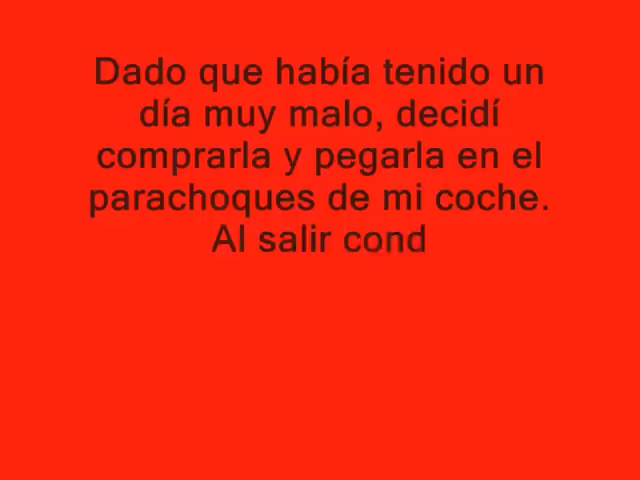 Dado que había tenido un
día muy malo, decidí
comprarla y pegarla en el
parachoques de mi coche.
Al salir cond